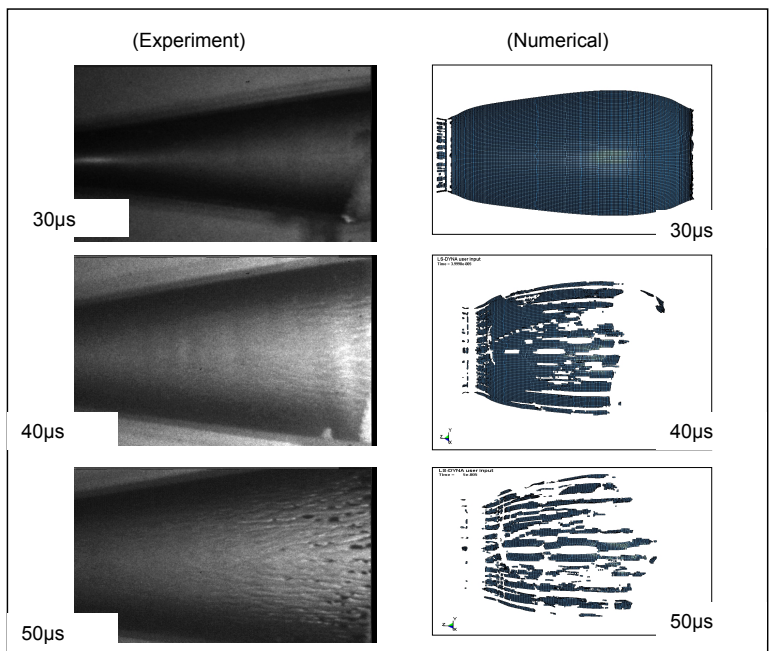 (Experiment)
(Numerical)
30µs
30µs
LS-DYNA user input
40µs
40µs
LS-DYNA user input
50µs
50µs